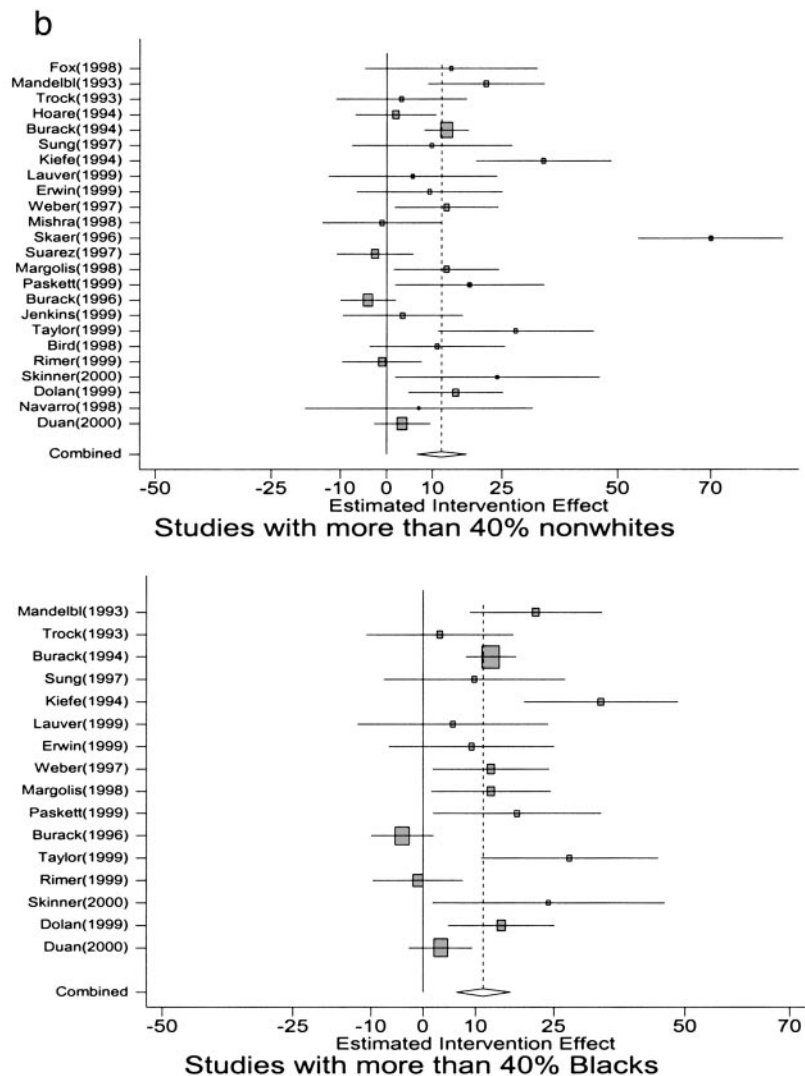 b
Fox(1998)
Mandelbl(1993)
Trock(1993)
Hoare(1994)
Burack(1994)
Sung(1997)
Kiefe(1994)
Lauver(1999)
Erwin(1999)
Weber(1997)
Mishra(1998)
Skaer(1996)
Suarez(1997)
Margolis(1998)
Paskett(1999)
Burack(1996)
Jenkins(1999)
Taylor(1999)
Bird(1998)
Rimer(1999)
Skinner(2000)
Dolan(1999)
Navarro(1998)
Duan(2000)
Combined
-50 -25 -10 0 10 25 50 70
Estimated Intervention Effect
Studies with more than 40% nonwhites
Mandelbl(1993)
Trock(1993)
Burack(1994)
Sung(1997)
Kiefe(1994)
Lauver(1999)
Erwin(1999)
Weber(1997)
Margolis(1998)
Paskett(1999)
Burack(1996)
Taylor(1999)
Rimer(1999)
Skinner(2000)
Dolan(1999)
Duan(2000)
Combined
-50 -25 -10 0 10 25 50 70
Estimated Intervention Effect
Studies with more than 40% Blacks